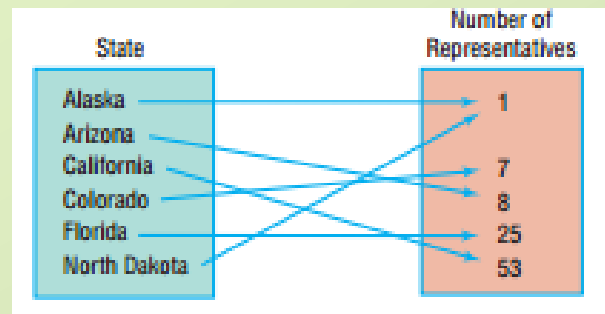 State
Alaska
Arizona
California
Colorado
Florida
North Dakota
Number of
Representatives
1
7
8
25
53